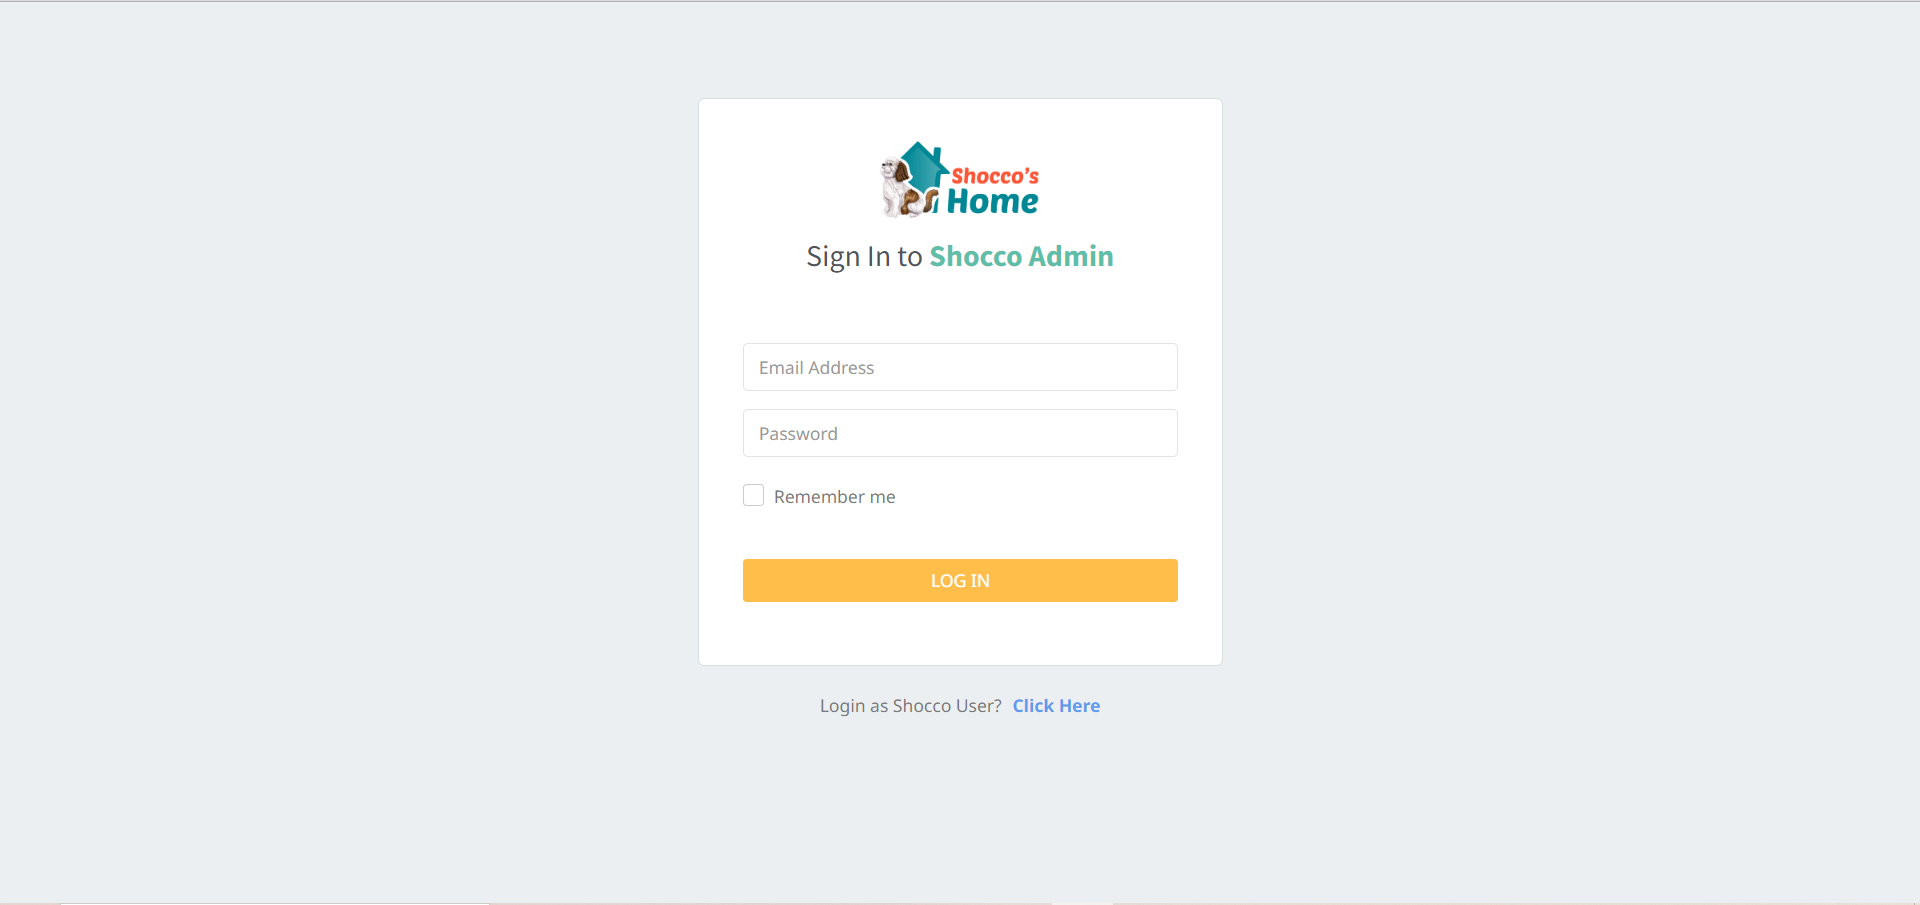 Shocco's
Home
Sign In to Shocco Admin
Email Address
Password
Remember me
LOG IN
Login as Shocco User? Click Here